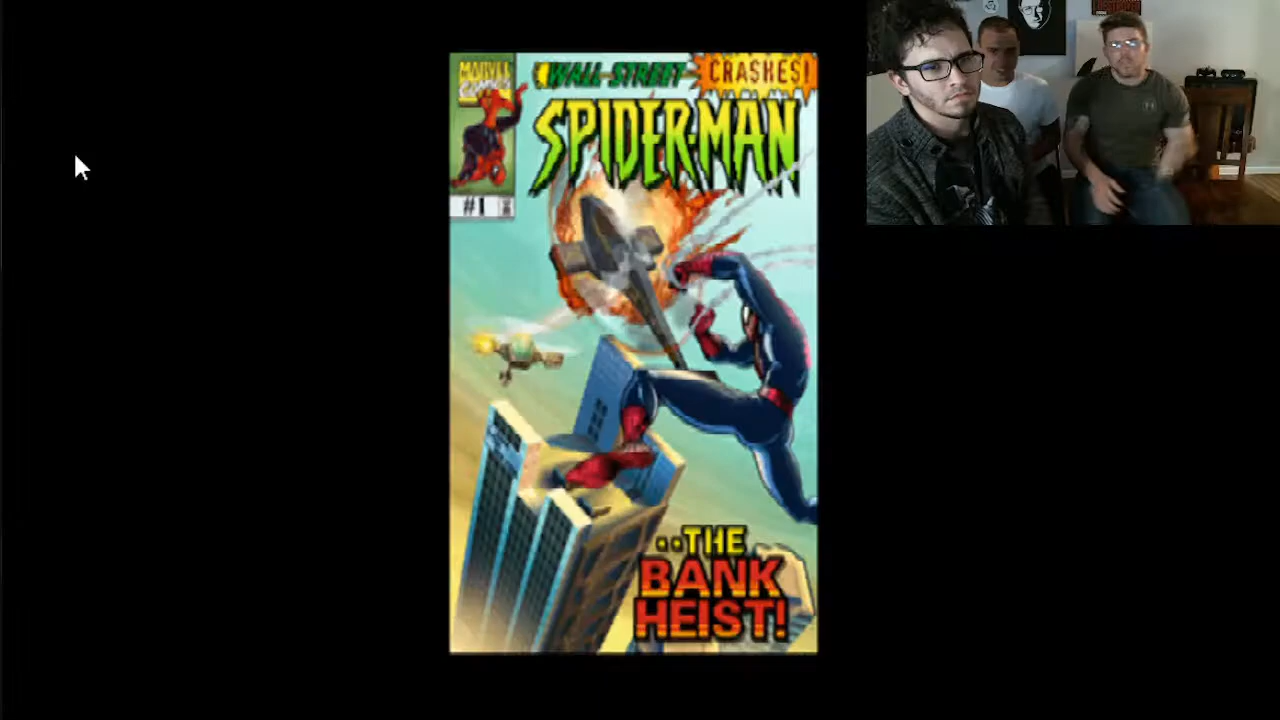 MARVEL
COMICS
WALL-STREET
CRASHES!
SPIDER-MAN
#1
..THE
BANK
HEIST!